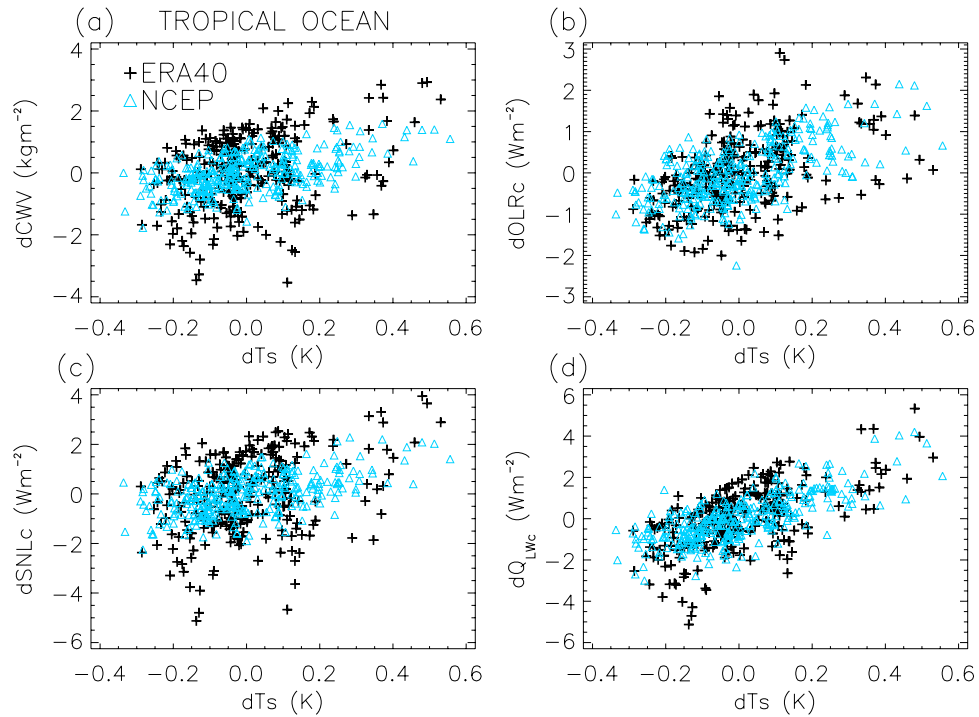 (a) TROPICAL OCEAN
(b)
4
2
0
−2
−4
dCWV (kgm⁻²)
+ERA40
△NCEP
−0.4 −0.2 0.0 0.2 0.4 0.6
dTs (K)
3
2
1
0
−1
−2
−3
dOLRc (Wm⁻²)
−0.4 −0.2 0.0 0.2 0.4 0.6
dTs (K)
(c)
(d)
4
2
0
−2
−4
−6
dSNLc (Wm⁻²)
−0.4 −0.2 0.0 0.2 0.4 0.6
dTs (K)
6
4
2
0
−2
−4
−6
dQ_LWc (Wm⁻²)
−0.4 −0.2 0.0 0.2 0.4 0.6
dTs (K)